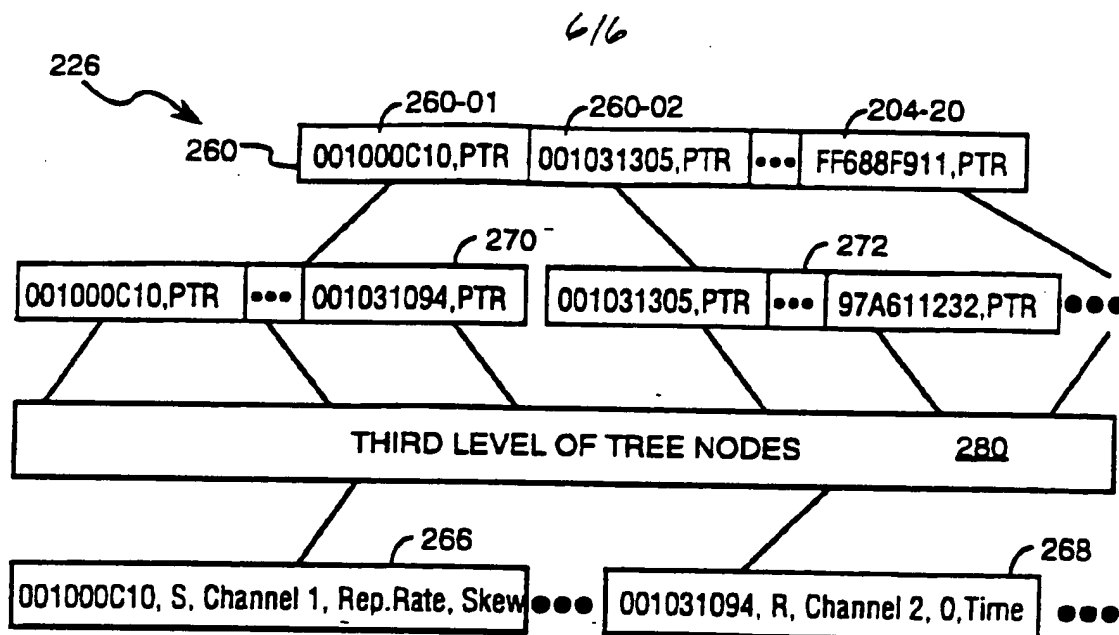 6/6
226
260-01 260-02 204-20
260
001000C10,PTR 001031305,PTR ••• FF688F911,PTR
270 272
001000C10,PTR ••• 001031094,PTR 001031305,PTR ••• 97A611232,PTR •••
THIRD LEVEL OF TREE NODES 280
266 268
001000C10, S, Channel 1, Rep.Rate, Skew ••• 001031094, R, Channel 2, 0,Time •••